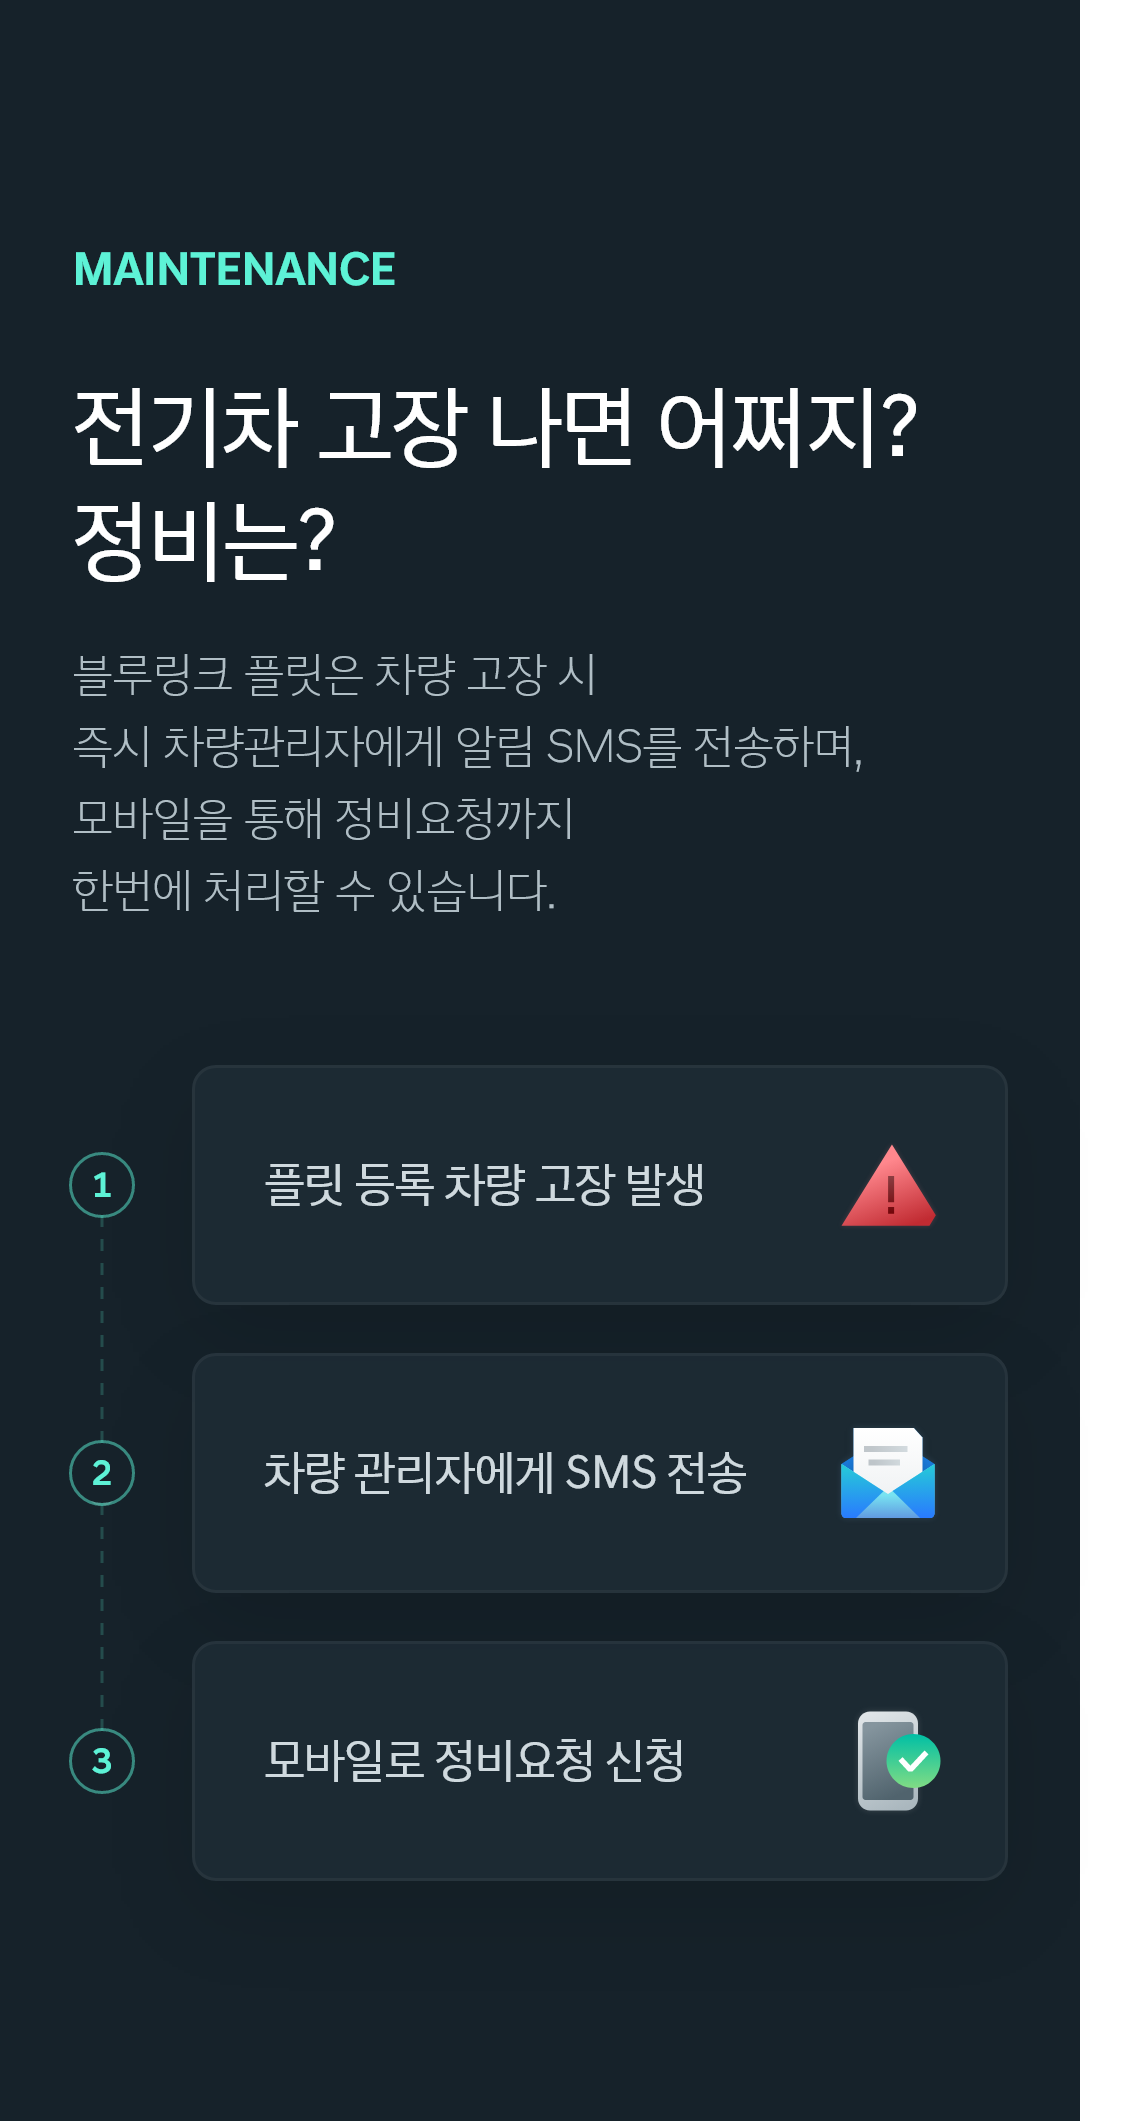 MAINTENANCE
전기차 고장 나면 어쩌지?
정비는?
블루링크 플릿은 차량 고장 시
즉시 차량관리자에게 알림 SMS를 전송하며,
모바일을 통해 정비요청까지
한번에 처리할 수 있습니다.
1
플릿 등록 차량 고장 발생
2
차량 관리자에게 SMS 전송
3
모바일로 정비요청 신청